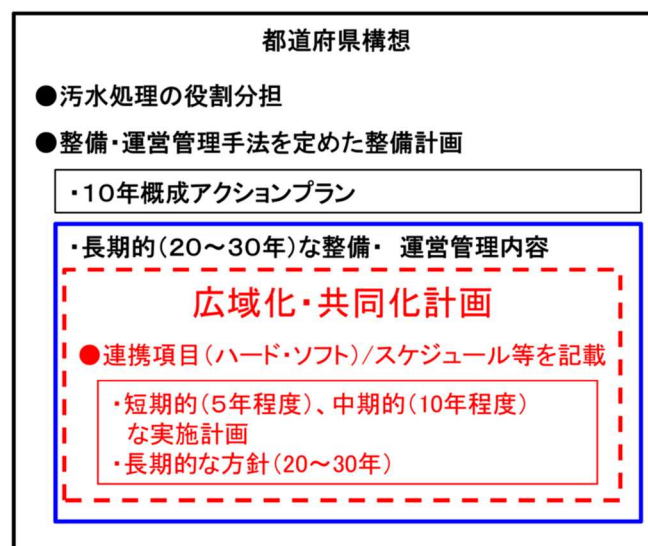 都道府県構想
●汚水処理の役割分担
●整備・運営管理手法を定めた整備計画
・10年概成アクションプラン
・長期的(20～30年)な整備・ 運営管理内容
広域化・共同化計画
●連携項目(ハード・ソフト)/スケジュール等を記載
・短期的(5年程度)、中期的(10年程度)
な実施計画
・長期的な方針(20～30年)